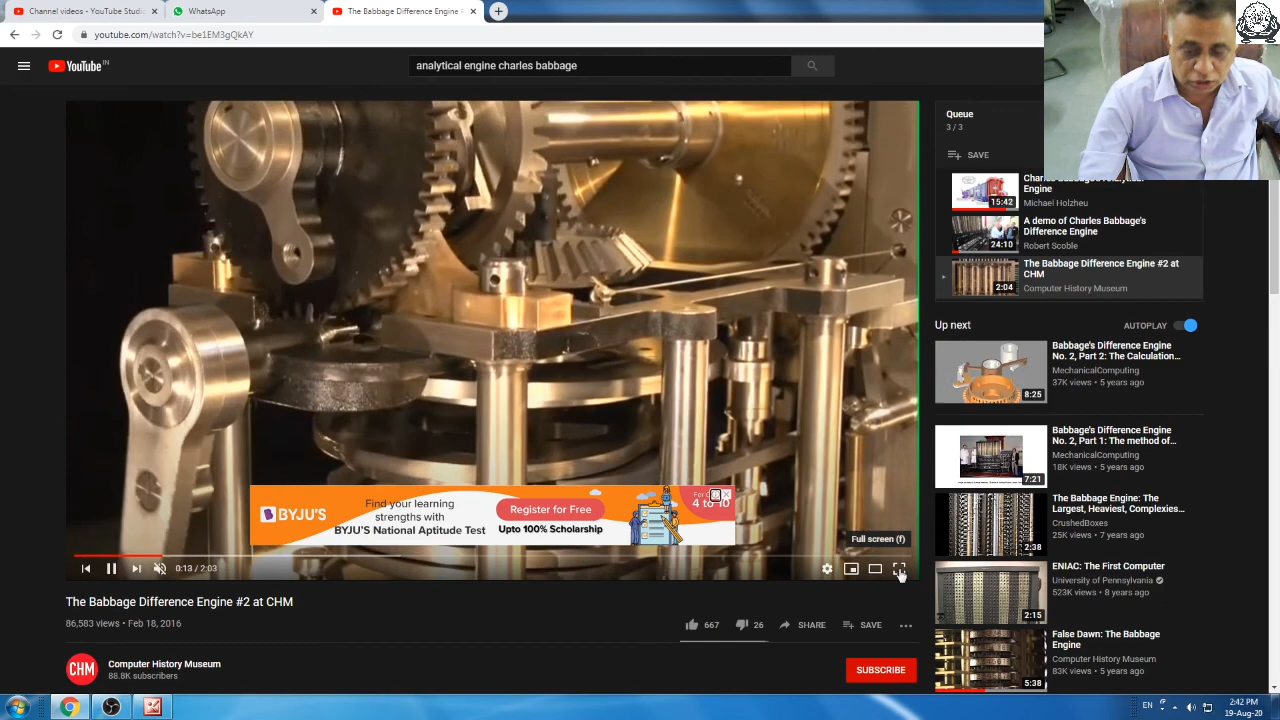 Channel videos - YouTube Studio
WhatsApp
The Babbage Difference Engine
youtube.com/watch?v=be1EM3gQkAY
YouTube IN
analytical engine charles babbage
Queue
3 / 3
SAVE
Engine
15:42
Michael Holzheu
A demo of Charles Babbage's
Difference Engine
24:10
Robert Scoble
The Babbage Difference Engine #2 at
CHM
2:04
Computer History Museum
Up next
AUTOPLAY
Babbage's Difference Engine
No. 2, Part 2: The Calculation...
MechanicalComputing
37K views • 5 years ago
8:25
Babbage's Difference Engine
No. 2, Part 1: The method of...
MechanicalComputing
18K views • 5 years ago
7:21
The Babbage Engine: The
Largest, Heaviest, Complexies...
CrushedBoxes
25K views • 7 years ago
2:38
ENIAC: The First Computer
University of Pennsylvania
523K views • 8 years ago
2:15
False Dawn: The Babbage
Engine
Computer History Museum
83K views • 5 years ago
5:38
BYJU'S
Find your learning
strengths with
BYJU'S National Aptitude Test
Register for Free
Upto 100% Scholarship
4 to 10
Full screen (f)
0:13 / 2:03
The Babbage Difference Engine #2 at CHM
86,583 views • Feb 18, 2016
667
26
SHARE
SAVE
CHM
Computer History Museum
88.8K subscribers
SUBSCRIBE
EN
2:42 PM
19-Aug-20